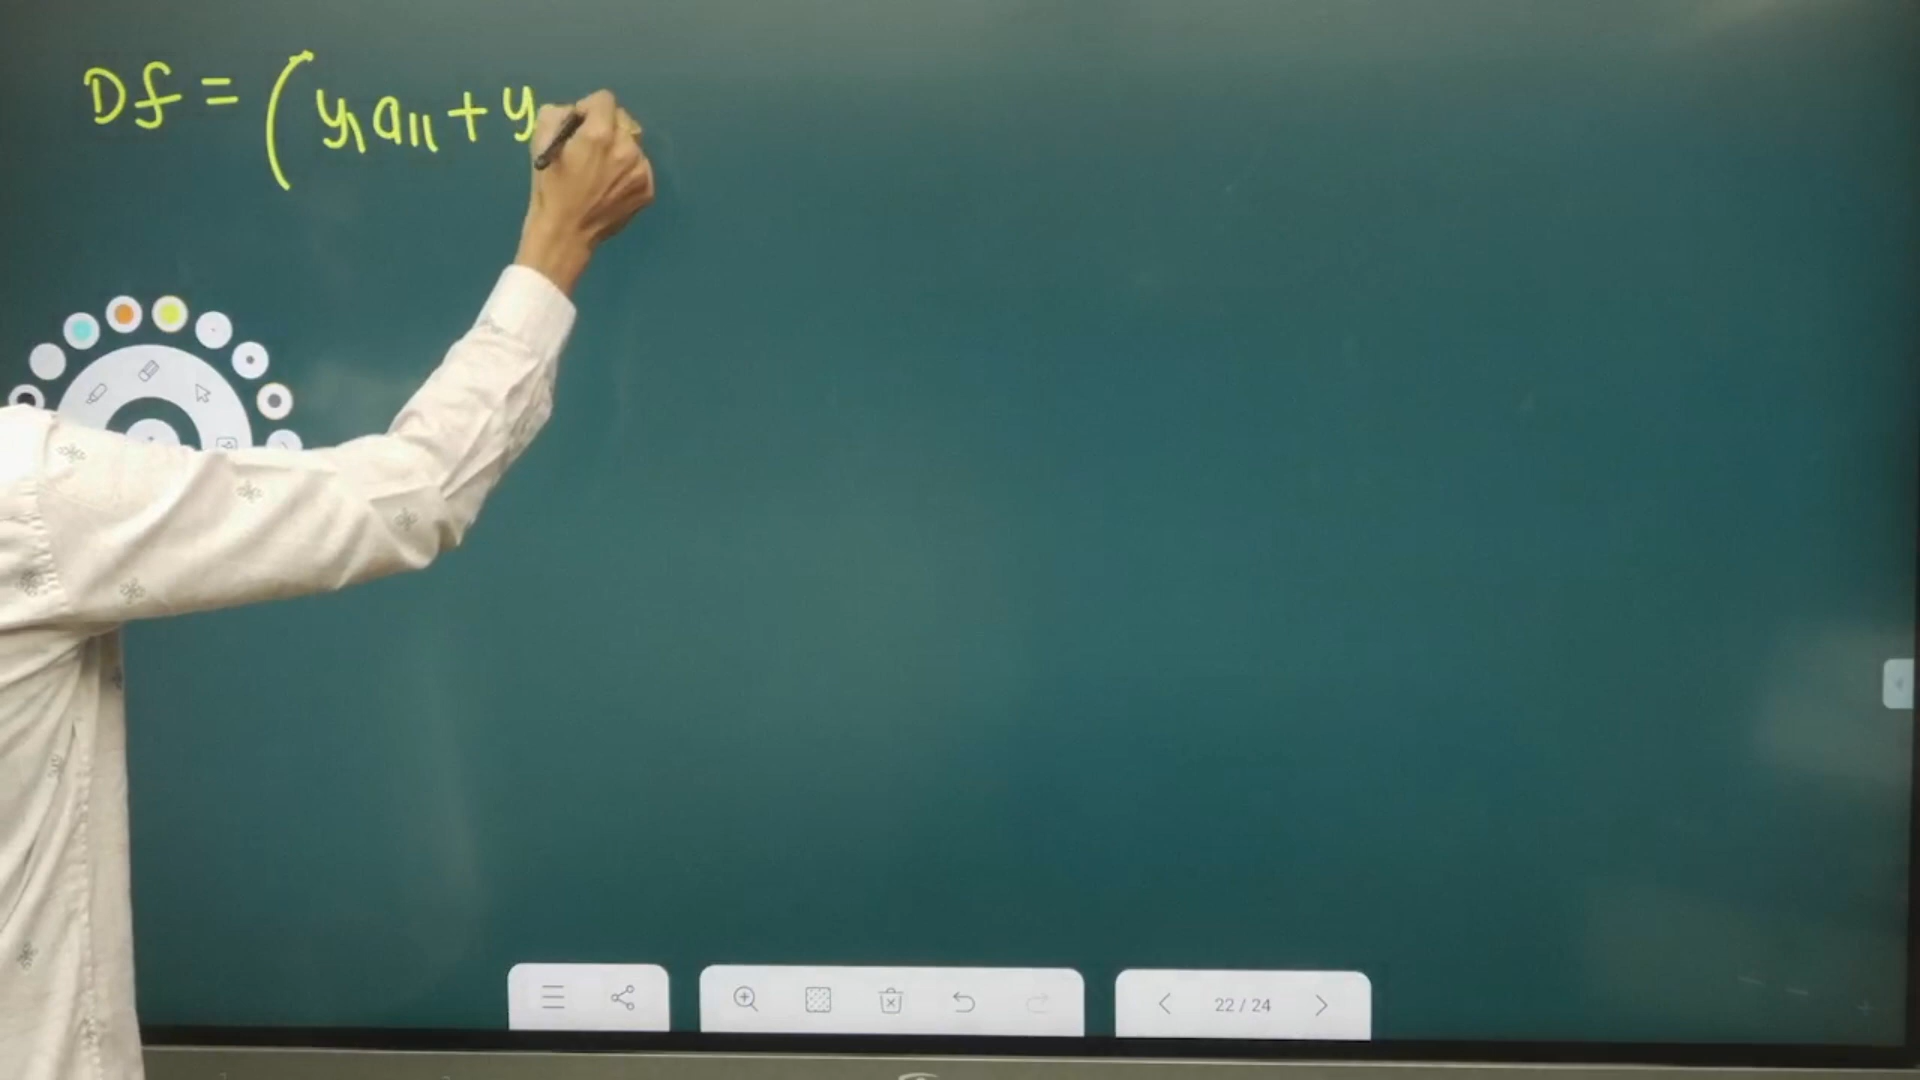 Df = (y₁a₁₁ + y
22 / 24